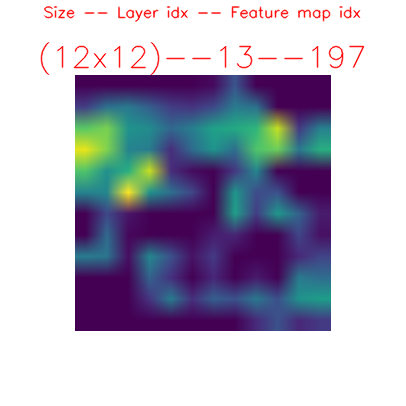 Size -- Layer idx -- Feature map idx
(12x12)--13--197